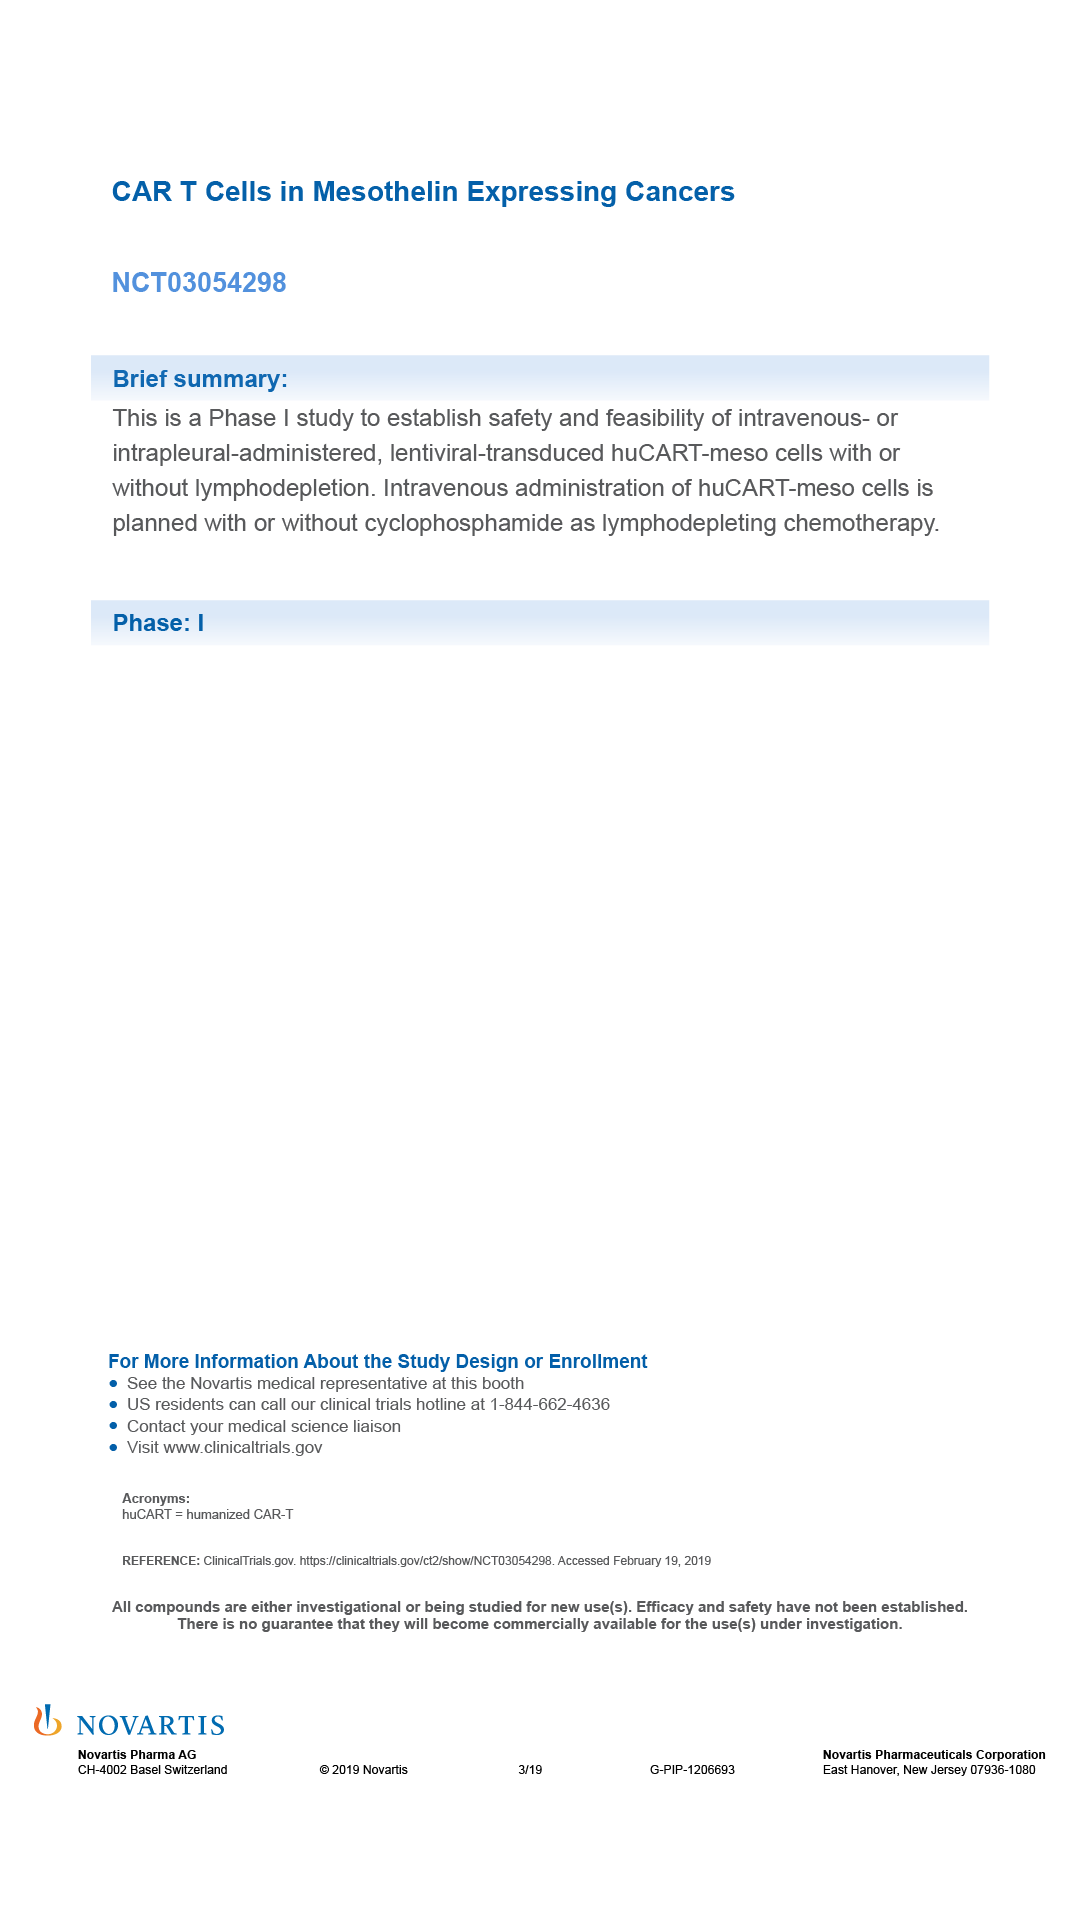 CAR T Cells in Mesothelin Expressing Cancers
NCT03054298
Brief summary:
This is a Phase I study to establish safety and feasibility of intravenous- or
intrapleural-administered, lentiviral-transduced huCART-meso cells with or
without lymphodepletion. Intravenous administration of huCART-meso cells is
planned with or without cyclophosphamide as lymphodepleting chemotherapy.
Phase: I
For More Information About the Study Design or Enrollment
● See the Novartis medical representative at this booth
● US residents can call our clinical trials hotline at 1-844-662-4636
● Contact your medical science liaison
● Visit www.clinicaltrials.gov
Acronyms:
huCART = humanized CAR-T
REFERENCE: ClinicalTrials.gov. https://clinicaltrials.gov/ct2/show/NCT03054298. Accessed February 19, 2019
All compounds are either investigational or being studied for new use(s). Efficacy and safety have not been established.
There is no guarantee that they will become commercially available for the use(s) under investigation.
NOVARTIS
Novartis Pharma AG
CH-4002 Basel Switzerland
© 2019 Novartis
3/19
G-PIP-1206693
Novartis Pharmaceuticals Corporation
East Hanover, New Jersey 07936-1080